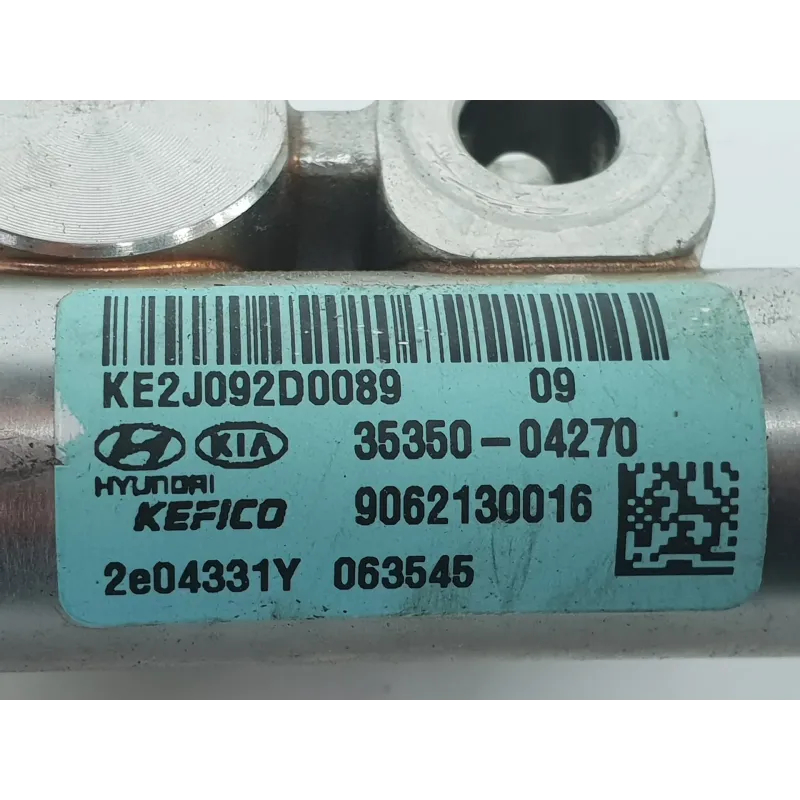 KE2J092D0089 09
KIA 35350-04270
HYUNDAI
KEFICO 9062130016
2e04331Y 063545